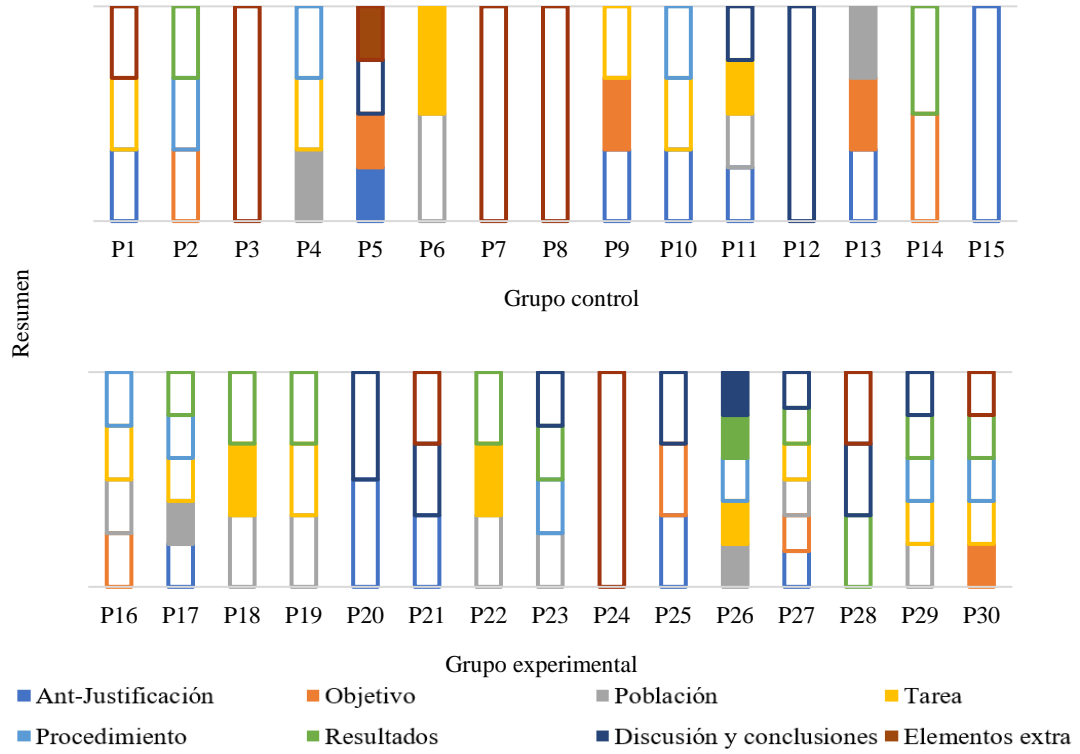 P1 P2 P3 P4 P5 P6 P7 P8 P9 P10 P11 P12 P13 P14 P15
Grupo control
Resumen
P16 P17 P18 P19 P20 P21 P22 P23 P24 P25 P26 P27 P28 P29 P30
Grupo experimental
Ant-Justificación Objetivo Población Tarea
Procedimiento Resultados Discusión y conclusiones Elementos extra